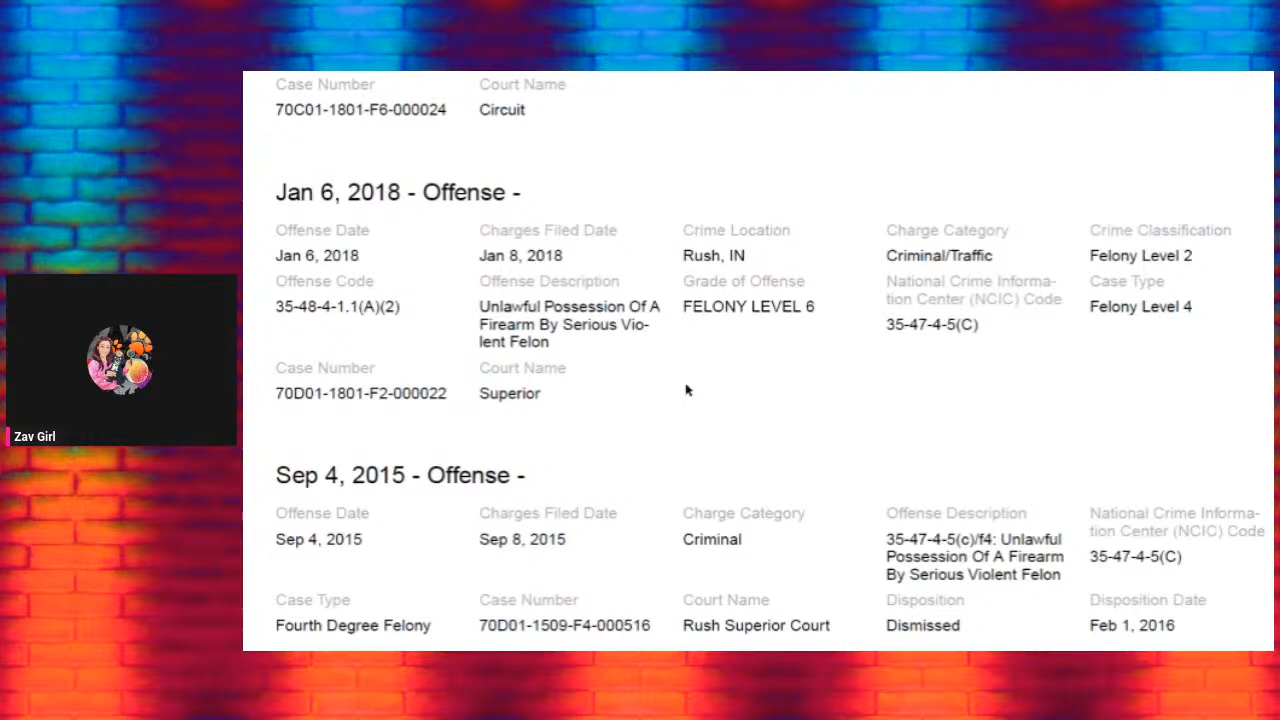 Case Number Court Name
70C01-1801-F6-000024 Circuit
Jan 6, 2018 - Offense -
Offense Date Charges Filed Date Crime Location Charge Category Crime Classification
Jan 6, 2018 Jan 8, 2018 Rush, IN Criminal/Traffic Felony Level 2
Offense Code Offense Description Grade of Offense National Crime Informa- Case Type
tion Center (NCIC) Code
35-48-4-1.1(A)(2) Unlawful Possession Of A FELONY LEVEL 6 Felony Level 4
Firearm By Serious Vio- 35-47-4-5(C)
lent Felon
Case Number Court Name
70D01-1801-F2-000022 Superior
Zav Girl
Sep 4, 2015 - Offense -
Offense Date Charges Filed Date Charge Category Offense Description National Crime Informa-
tion Center (NCIC) Code
Sep 4, 2015 Sep 8, 2015 Criminal 35-47-4-5(c)/f4: Unlawful
Possession Of A Firearm 35-47-4-5(C)
By Serious Violent Felon
Case Type Case Number Court Name Disposition Disposition Date
Fourth Degree Felony 70D01-1509-F4-000516 Rush Superior Court Dismissed Feb 1, 2016